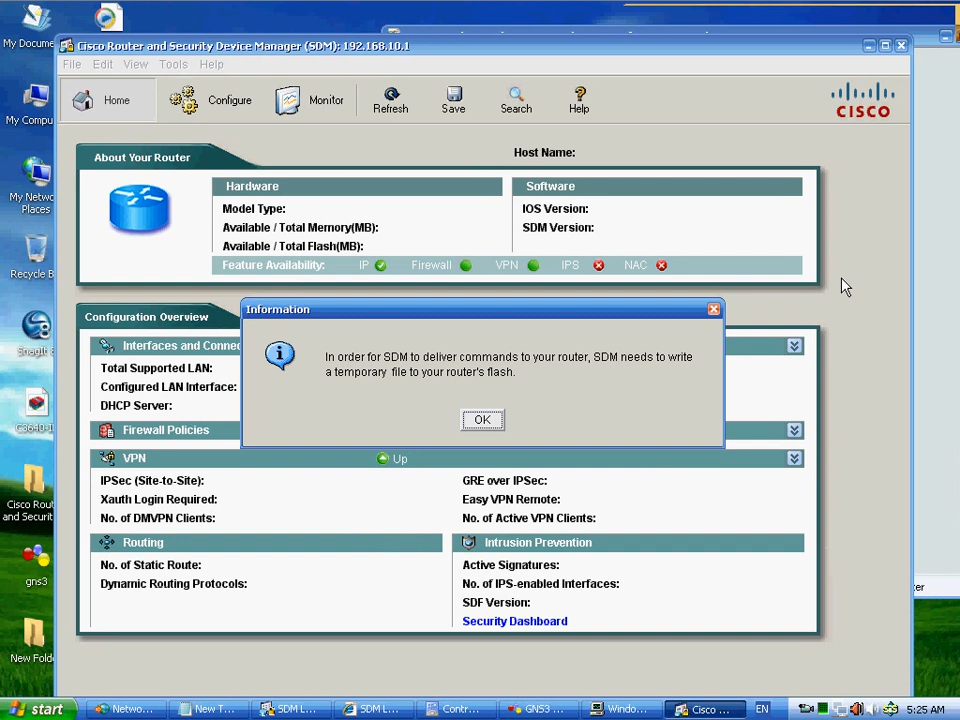 My Docume
Cisco Router and Security Device Manager (SDM): 192.168.10.1
File Edit View Tools Help
Home Configure Monitor Refresh Save Search Help
CISCO
My Compu
My Netwo
Places
Recycle B
SnagIt
C3640-
Cisco Rout
and Securit
gns3
New Fold
About Your Router
Host Name:
Hardware
Software
Model Type:
IOS Version:
Available / Total Memory(MB):
SDM Version:
Available / Total Flash(MB):
Feature Availability: IP Firewall VPN IPS NAC
Configuration Overview
Information
In order for SDM to deliver commands to your router, SDM needs to write
a temporary file to your router's flash.
OK
Interfaces and Connec
Total Supported LAN:
Configured LAN Interface:
DHCP Server:
Firewall Policies
VPN
Up
IPSec (Site-to-Site):
GRE over IPSec:
Xauth Login Required:
Easy VPN Remote:
No. of DMVPN Clients:
No. of Active VPN Clients:
Routing
Intrusion Prevention
No. of Static Route:
Active Signatures:
Dynamic Routing Protocols:
No. of IPS-enabled Interfaces:
SDF Version:
Security Dashboard
ter
start
Netwo...
New T...
SDM L...
SDM L...
Contr...
GNS3 ...
Windo...
Cisco ...
EN
5:25 AM